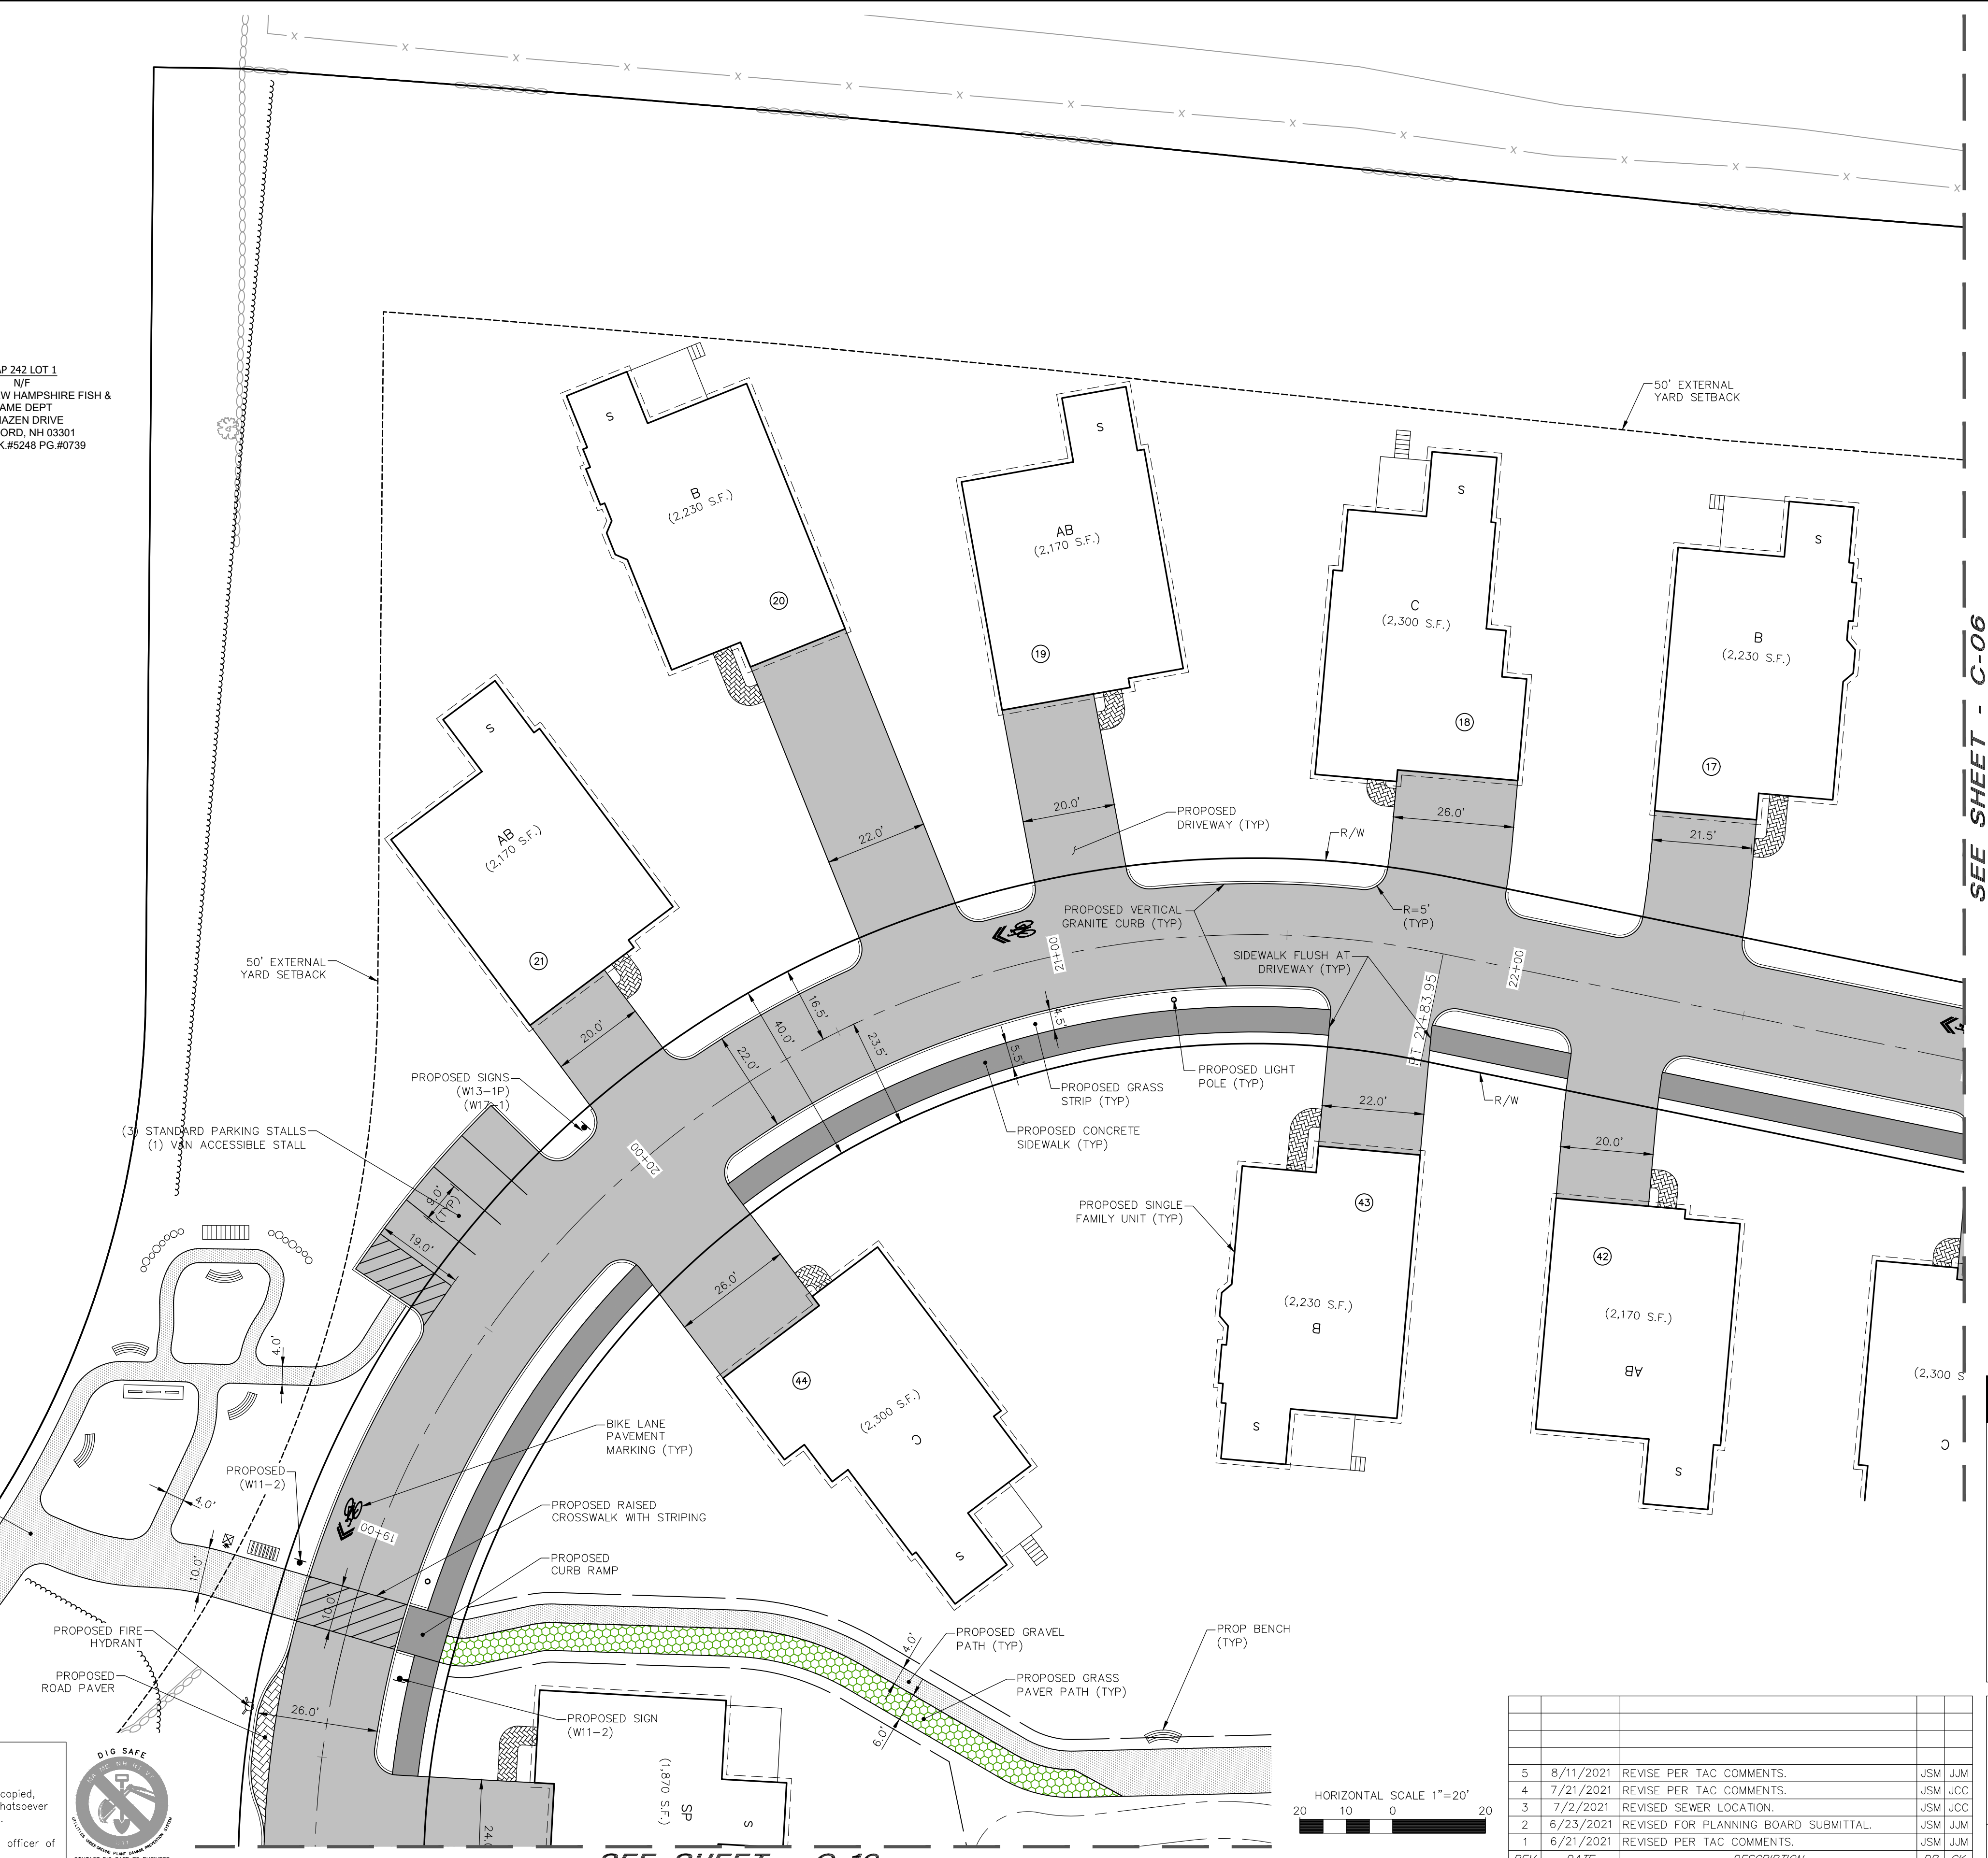 AP 242 LOT 1
N/F
W HAMPSHIRE FISH &
AME DEPT
HAZEN DRIVE
ORD, NH 03301
K.#5248 PG.#0739
50' EXTERNAL
YARD SETBACK
S
B
(2,230 S.F.)
20
S
AB
(2,170 S.F.)
19
S
C
(2,300 S.F.)
18
S
B
(2,230 S.F.)
17
SEE SHEET - C-06
S
AB
(2,170 S.F.)
21
22.0'
20.0'
PROPOSED
DRIVEWAY (TYP)
R/W
26.0'
21.5'
50' EXTERNAL
YARD SETBACK
PROPOSED VERTICAL
GRANITE CURB (TYP)
R=5'
(TYP)
21+00
SIDEWALK FLUSH AT
DRIVEWAY (TYP)
22+00
PT 21+83.95
20.0'
16.5'
40.0'
22.0'
23.5'
4.5'
5.5'
PROPOSED SIGNS
(W13-1P)
(W17-1)
PROPOSED LIGHT
POLE (TYP)
PROPOSED GRASS
STRIP (TYP)
R/W
22.0'
(3) STANDARD PARKING STALLS
(1) VAN ACCESSIBLE STALL
PROPOSED CONCRETE
SIDEWALK (TYP)
20+00
20.0'
9.0'
(TYP)
19.0'
PROPOSED SINGLE
FAMILY UNIT (TYP)
43
42
26.0'
(2,230 S.F.)
B
S
(2,170 S.F.)
AB
S
(2,300 S
C
4.0'
44
(2,300 S.F.)
C
S
BIKE LANE
PAVEMENT
MARKING (TYP)
PROPOSED
(W11-2)
4.0'
PROPOSED RAISED
CROSSWALK WITH STRIPING
19+00
10.0'
10.0'
PROPOSED
CURB RAMP
PROPOSED FIRE
HYDRANT
PROPOSED GRAVEL
PATH (TYP)
4.0'
PROP BENCH
(TYP)
PROPOSED
ROAD PAVER
PROPOSED GRASS
PAVER PATH (TYP)
6.0'
26.0'
PROPOSED SIGN
(W11-2)
(1,870 S.F.)
SP
S
24.0
copied,
hatsoever
officer of
DIG SAFE
HORIZONTAL SCALE 1"=20'
20 10 0 20
5 8/11/2021 REVISE PER TAC COMMENTS. JSM JJM
4 7/21/2021 REVISE PER TAC COMMENTS. JSM JCC
3 7/2/2021 REVISED SEWER LOCATION. JSM JCC
2 6/23/2021 REVISED FOR PLANNING BOARD SUBMITTAL. JSM JJM
1 6/21/2021 REVISED PER TAC COMMENTS. JSM JJM